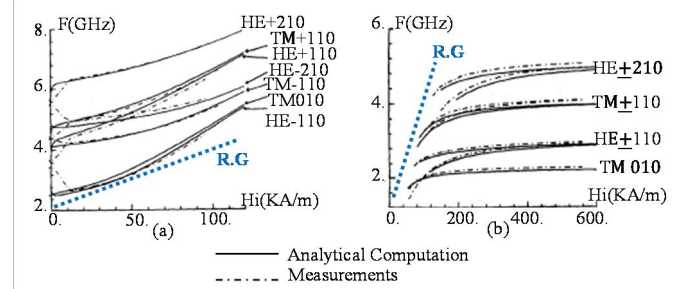 8. F(GHz)
HE+210
TM+110
HE+110
HE-210
TM-110
TM010
HE-110
6.
4.
R.G
2.
0. 50. 100. Hi(KA/m)
(a)
6. F(GHz)
R.G
HE±210
4.
TM±110
HE±110
TM 010
2.
Hi(KA/m)
0. 200. 400. 600
(b)
Analytical Computation
Measurements